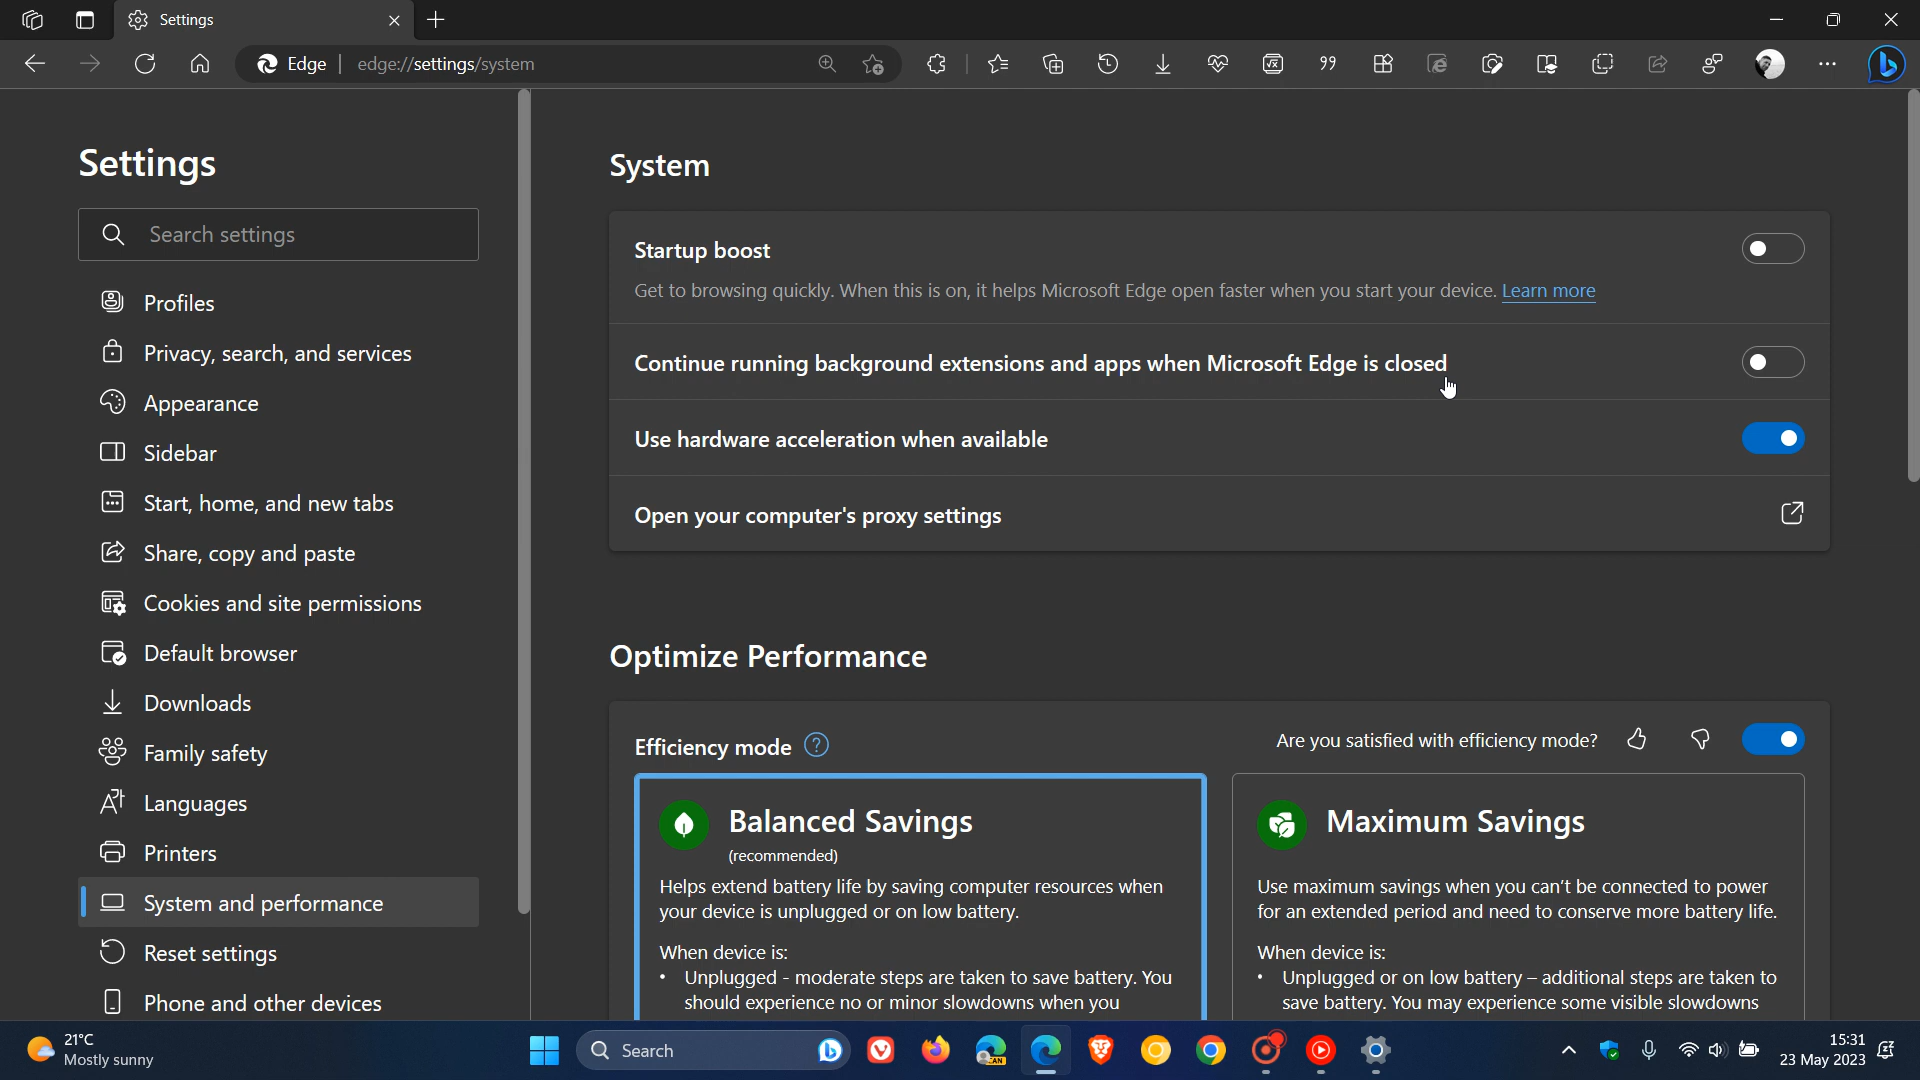 Settings
Edge
edge://settings/system
Settings
Search settings
Profiles
Privacy, search, and services
Appearance
Sidebar
Start, home, and new tabs
Share, copy and paste
Cookies and site permissions
Default browser
Downloads
Family safety
Languages
Printers
System and performance
Reset settings
Phone and other devices
System
Startup boost
Get to browsing quickly. When this is on, it helps Microsoft Edge open faster when you start your device. Learn more
Continue running background extensions and apps when Microsoft Edge is closed
Use hardware acceleration when available
Open your computer's proxy settings
Optimize Performance
Efficiency mode
Are you satisfied with efficiency mode?
Balanced Savings
(recommended)
Helps extend battery life by saving computer resources when
your device is unplugged or on low battery.
When device is:
• Unplugged - moderate steps are taken to save battery. You
should experience no or minor slowdowns when you
Maximum Savings
Use maximum savings when you can't be connected to power
for an extended period and need to conserve more battery life.
When device is:
• Unplugged or on low battery – additional steps are taken to
save battery. You may experience some visible slowdowns
21°C
Mostly sunny
Search
CAN
15:31
23 May 2023